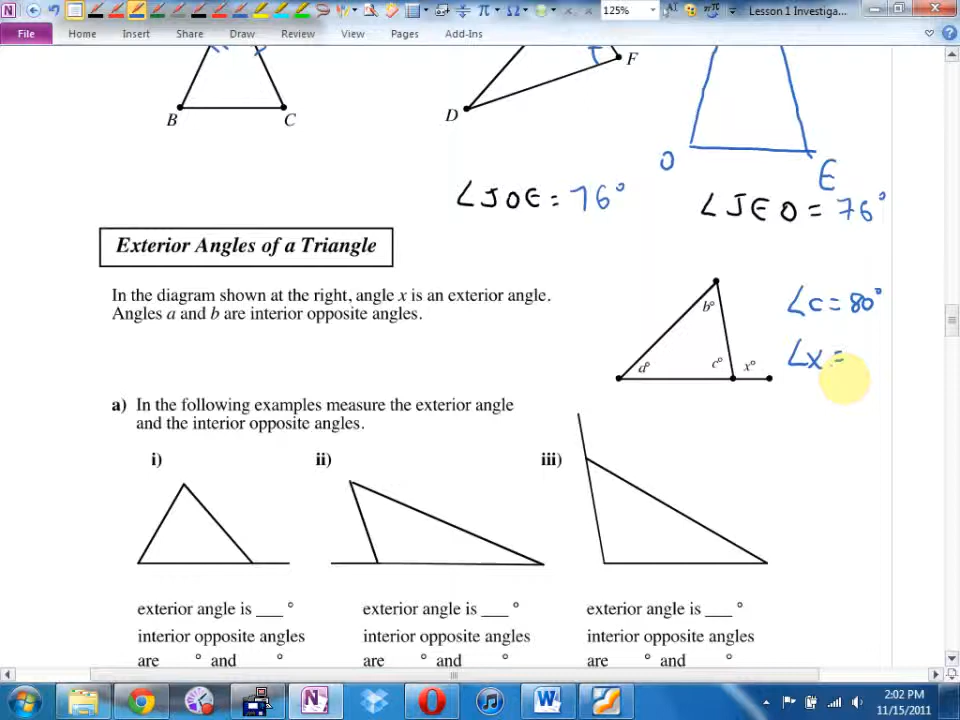 125%
Lesson 1 Investiga...
File Home Insert Share Draw Review View Pages Add-Ins
B
C
D
F
O
E
∠JOE = 76°
∠JEO = 76°
Exterior Angles of a Triangle
In the diagram shown at the right, angle x is an exterior angle.
Angles a and b are interior opposite angles.
b°
a°
c°
x°
∠C = 80°
∠X =
a) In the following examples measure the exterior angle
and the interior opposite angles.
i)
ii)
iii)
exterior angle is ___ °
interior opposite angles
are ° and °
exterior angle is ___ °
interior opposite angles
are ° and °
exterior angle is ___ °
interior opposite angles
are ° and °
2:02 PM
11/15/2011